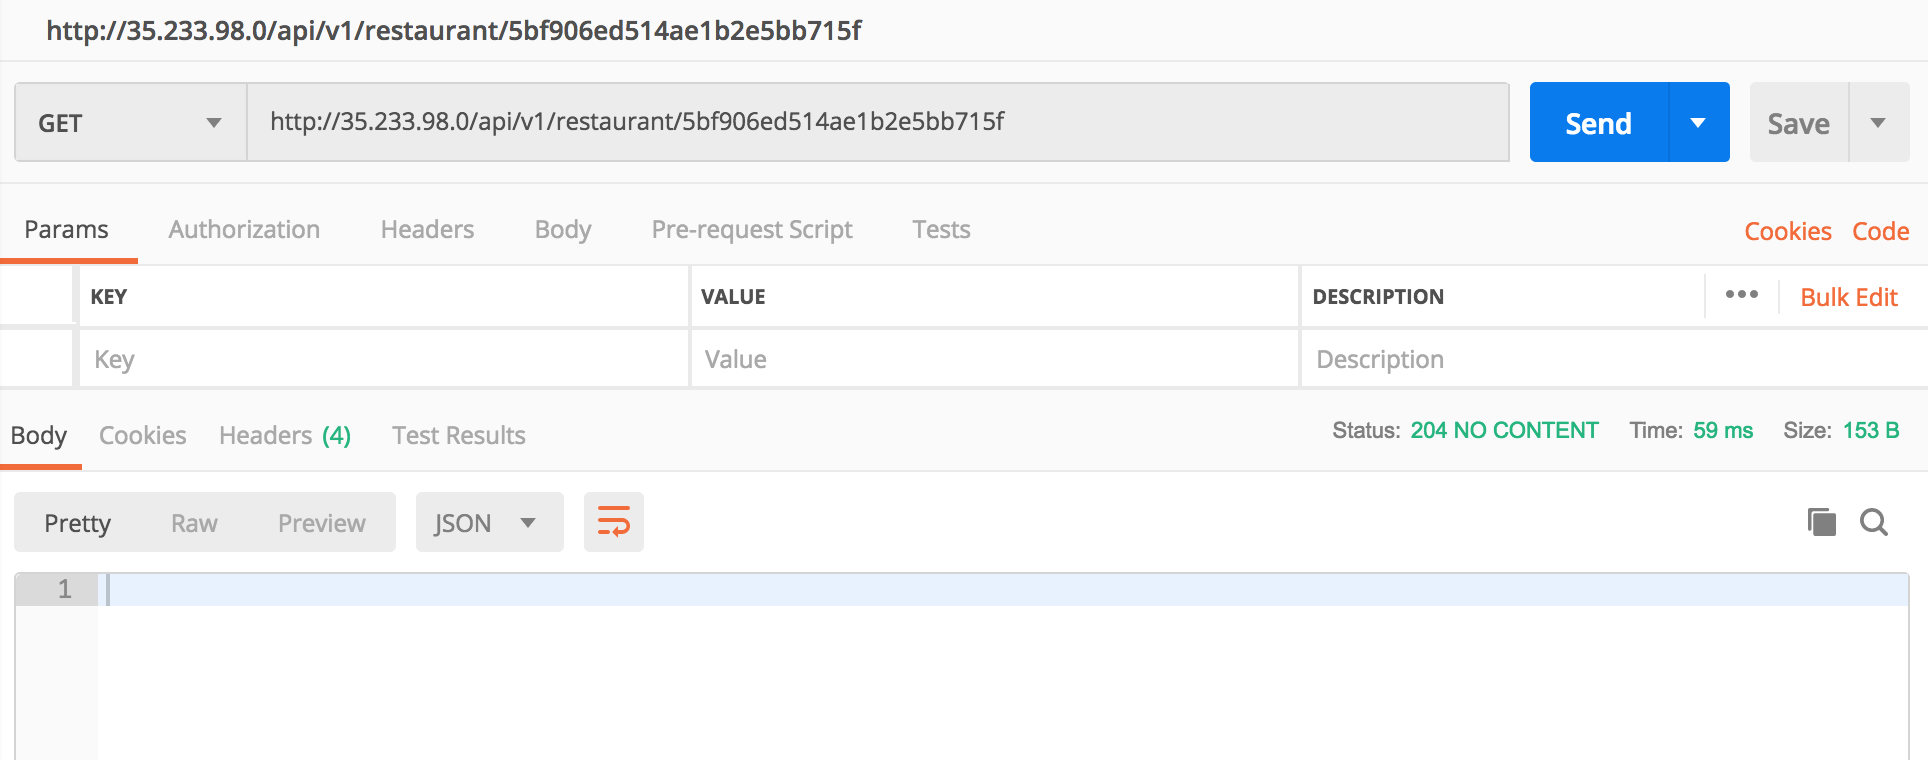 http://35.233.98.0/api/v1/restaurant/5bf906ed514ae1b2e5bb715f
GET http://35.233.98.0/api/v1/restaurant/5bf906ed514ae1b2e5bb715f Send Save
Params Authorization Headers Body Pre-request Script Tests Cookies Code
KEY VALUE DESCRIPTION ••• Bulk Edit
Key Value Description
Body Cookies Headers (4) Test Results Status: 204 NO CONTENT Time: 59 ms Size: 153 B
Pretty Raw Preview JSON
1